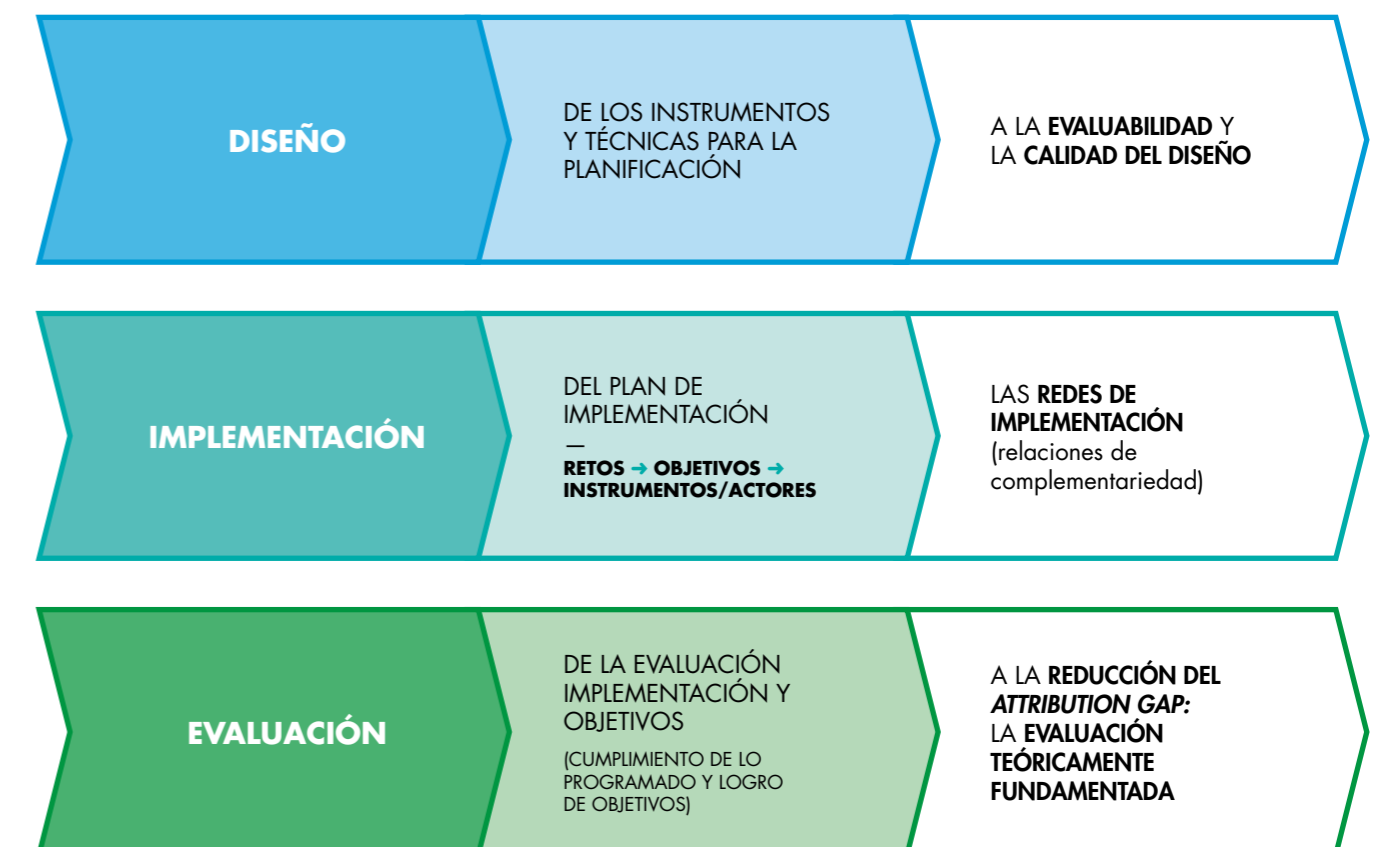 DISEÑO
DE LOS INSTRUMENTOS
Y TÉCNICAS PARA LA
PLANIFICACIÓN
A LA EVALUABILIDAD Y
LA CALIDAD DEL DISEÑO
IMPLEMENTACIÓN
DEL PLAN DE
IMPLEMENTACIÓN
—
RETOS → OBJETIVOS →
INSTRUMENTOS/ACTORES
LAS REDES DE
IMPLEMENTACIÓN
(relaciones de
complementariedad)
EVALUACIÓN
DE LA EVALUACIÓN
IMPLEMENTACIÓN Y
OBJETIVOS
(CUMPLIMIENTO DE LO
PROGRAMADO Y LOGRO
DE OBJETIVOS)
A LA REDUCCIÓN DEL
ATTRIBUTION GAP:
LA EVALUACIÓN
TEÓRICAMENTE
FUNDAMENTADA